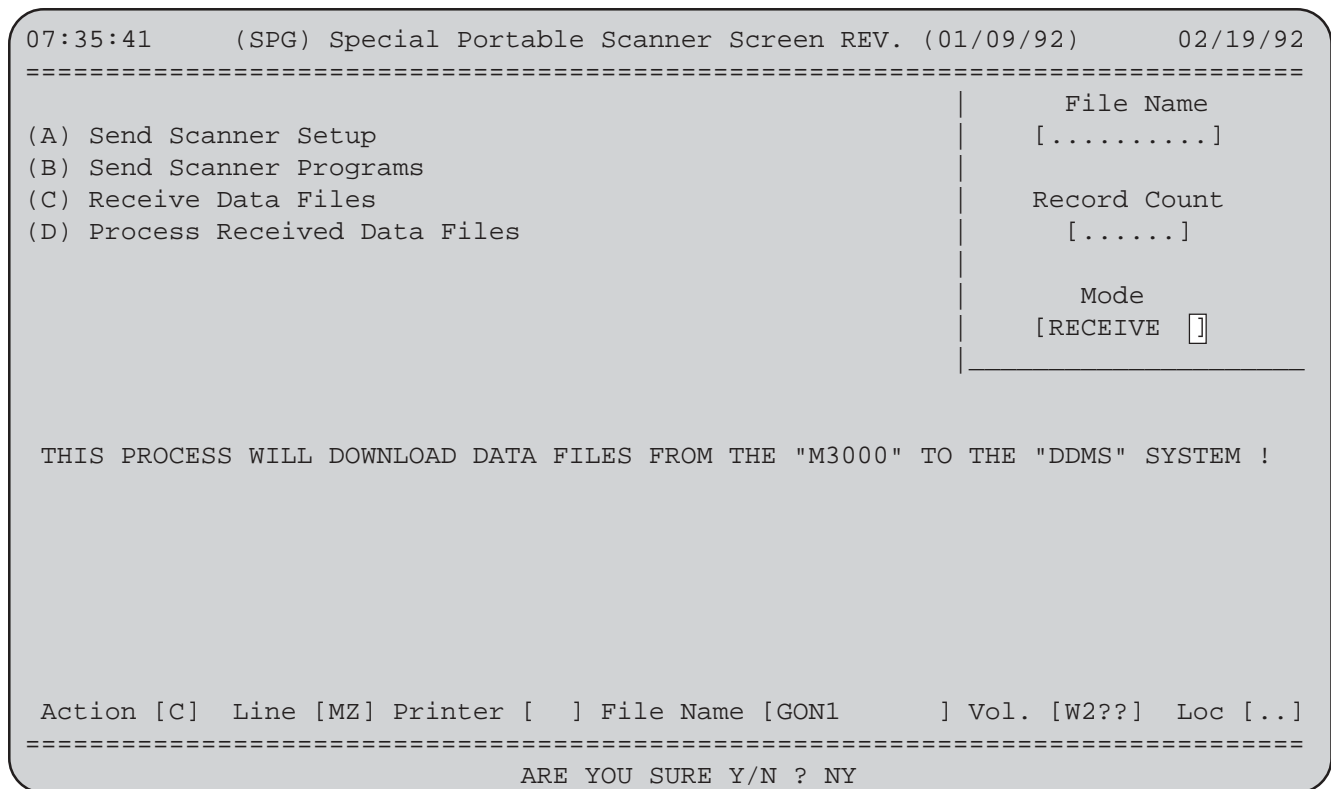 07:35:41     (SPG) Special Portable Scanner Screen REV. (01/09/92)      02/19/92
================================================================================
                                                          |      File Name
(A) Send Scanner Setup                                    |    [..........]
(B) Send Scanner Programs                                 |
(C) Receive Data Files                                    |    Record Count
(D) Process Received Data Files                           |      [......]
                                                          |
                                                          |       Mode
                                                          |    [RECEIVE  ]
                                                          |_____________________
 THIS PROCESS WILL DOWNLOAD DATA FILES FROM THE "M3000" TO THE "DDMS" SYSTEM !
 Action [C]  Line [MZ] Printer [  ] File Name [GON1      ] Vol. [W2??]  Loc [..]
================================================================================
                               ARE YOU SURE Y/N ? NY